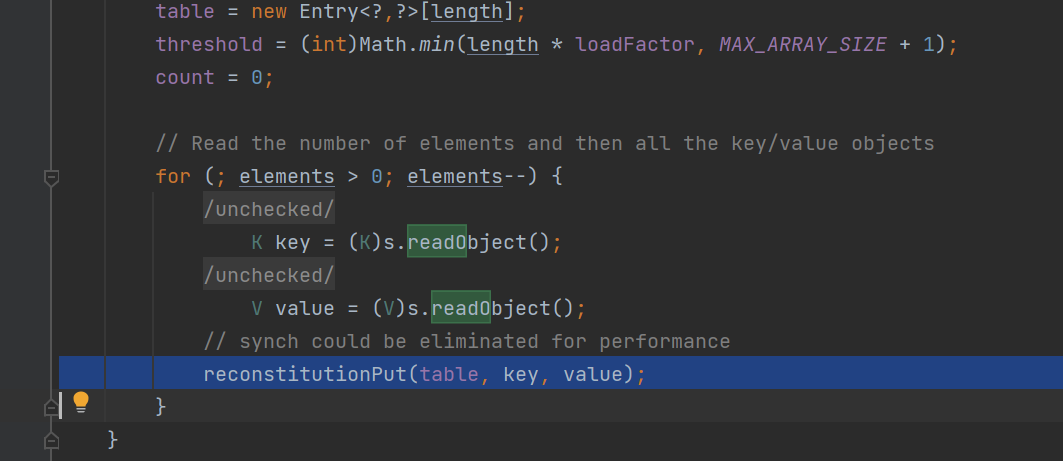 table = new Entry<?,?>[length];
threshold = (int)Math.min(length * loadFactor, MAX_ARRAY_SIZE + 1);
count = 0;
// Read the number of elements and then all the key/value objects
for (; elements > 0; elements--) {
/unchecked/
K key = (K)s.readObject();
/unchecked/
V value = (V)s.readObject();
// synch could be eliminated for performance
reconstitutionPut(table, key, value);
}
}